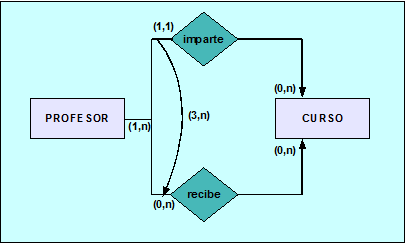 (1,1)
imparte
(0,n)
PROFESOR
(1,n)
(3,n)
CURSO
(0,n)
(0,n)
recibe